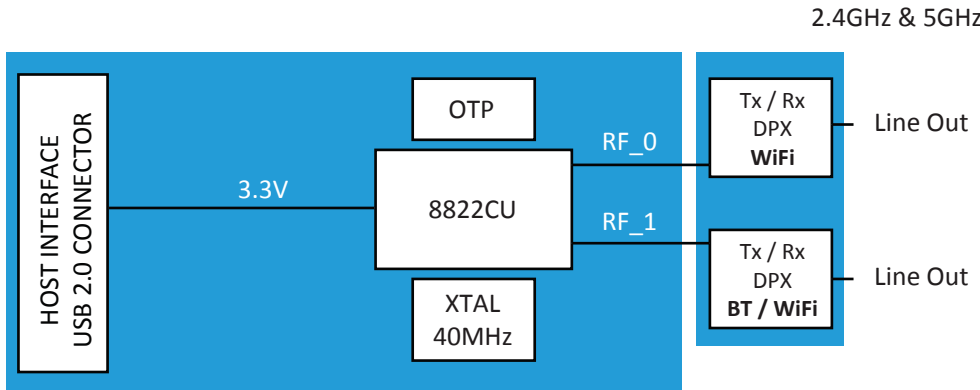 2.4GHz & 5GHz
HOST INTERFACE
USB 2.0 CONNECTOR
3.3V
OTP
8822CU
XTAL
40MHz
RF_0
RF_1
Tx / Rx
DPX
WiFi
Line Out
Tx / Rx
DPX
BT / WiFi
Line Out